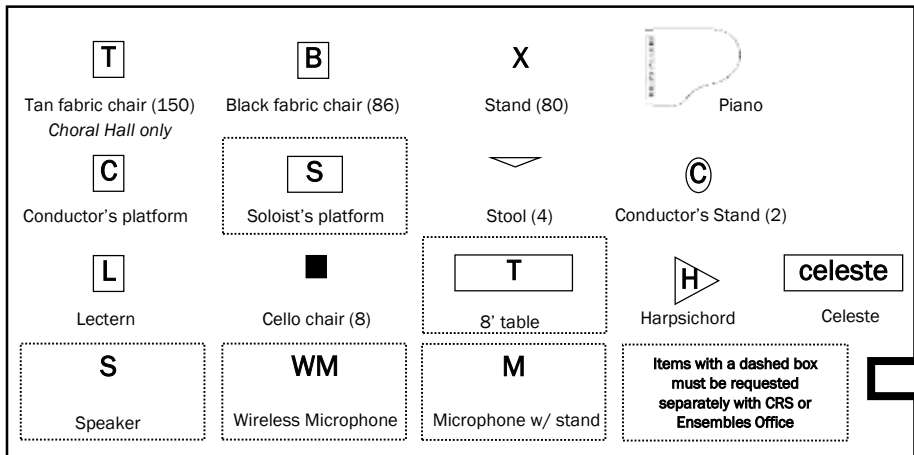 T B X
Tan fabric chair (150) Black fabric chair (86) Stand (80) Piano
Choral Hall only
C S C
Conductor's platform Soloist's platform Stool (4) Conductor's Stand (2)
L T H celeste
Lectern Cello chair (8) 8' table Harpsichord Celeste
S WM M
Speaker Wireless Microphone Microphone w/ stand
Items with a dashed box
must be requested
separately with CRS or
Ensembles Office